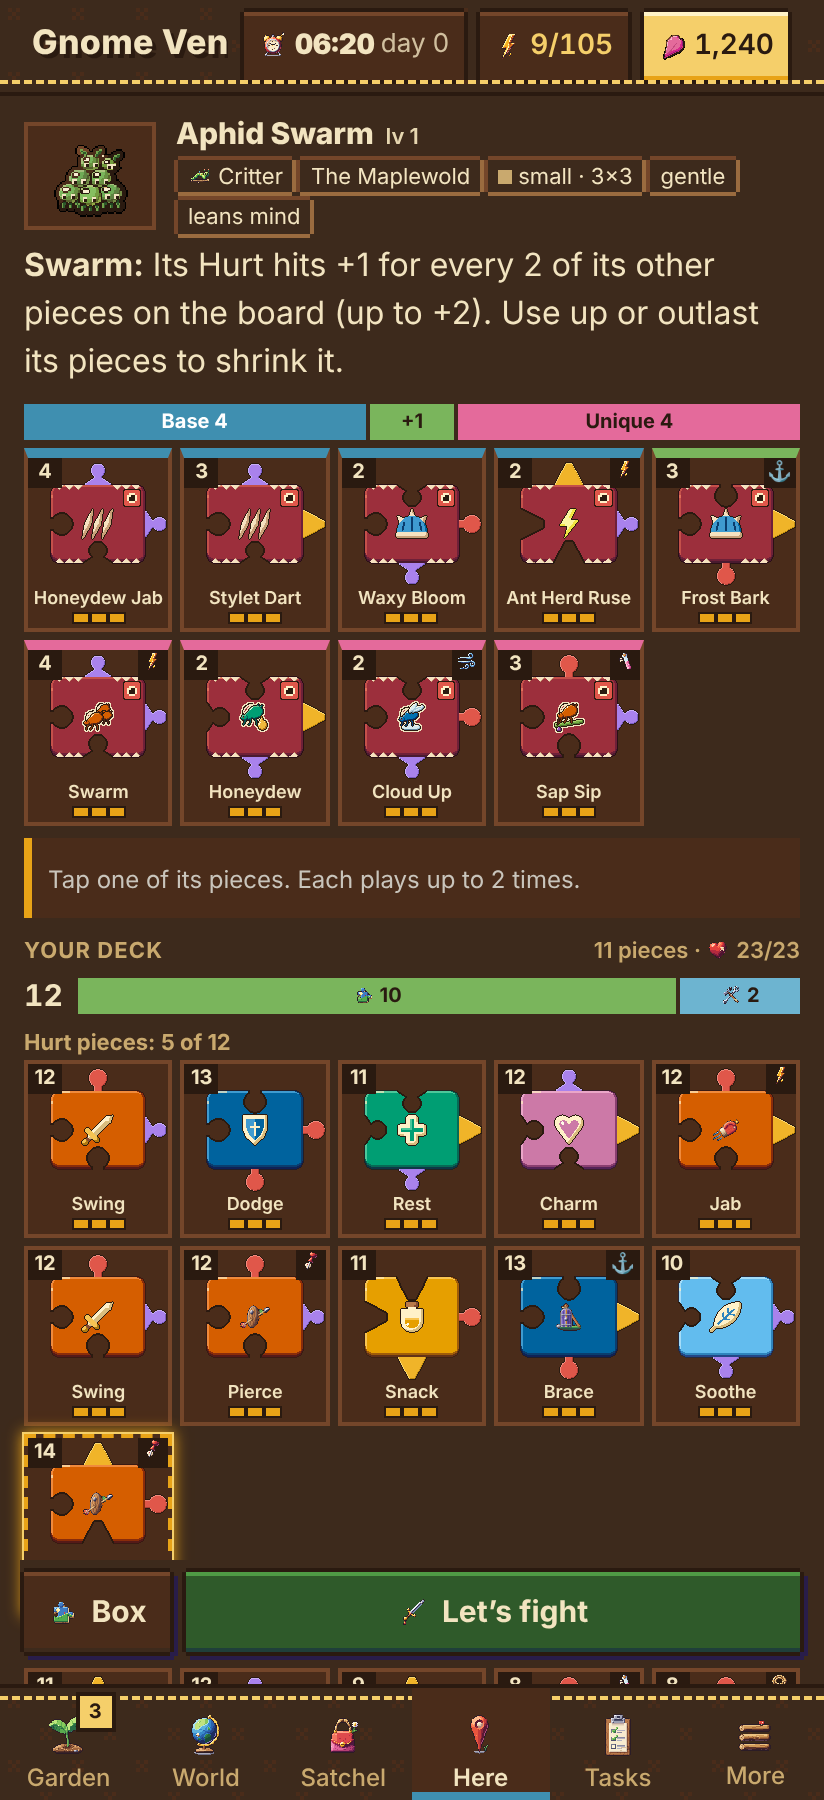 Gnome Ven
06:20 day 0
9/105
1,240
Aphid Swarm lv 1
Critter
The Maplewold
small · 3×3
gentle
leans mind
Swarm: Its Hurt hits +1 for every 2 of its other
pieces on the board (up to +2). Use up or outlast
its pieces to shrink it.
Base 4
+1
Unique 4
4
3
2
2
3
Honeydew Jab
Stylet Dart
Waxy Bloom
Ant Herd Ruse
Frost Bark
4
2
2
3
Swarm
Honeydew
Cloud Up
Sap Sip
Tap one of its pieces. Each plays up to 2 times.
YOUR DECK
11 pieces · 23/23
12
10
2
Hurt pieces: 5 of 12
12
13
11
12
12
Swing
Dodge
Rest
Charm
Jab
12
12
11
13
10
Swing
Pierce
Snack
Brace
Soothe
14
Box
Let's fight
3
Garden
World
Satchel
Here
Tasks
More